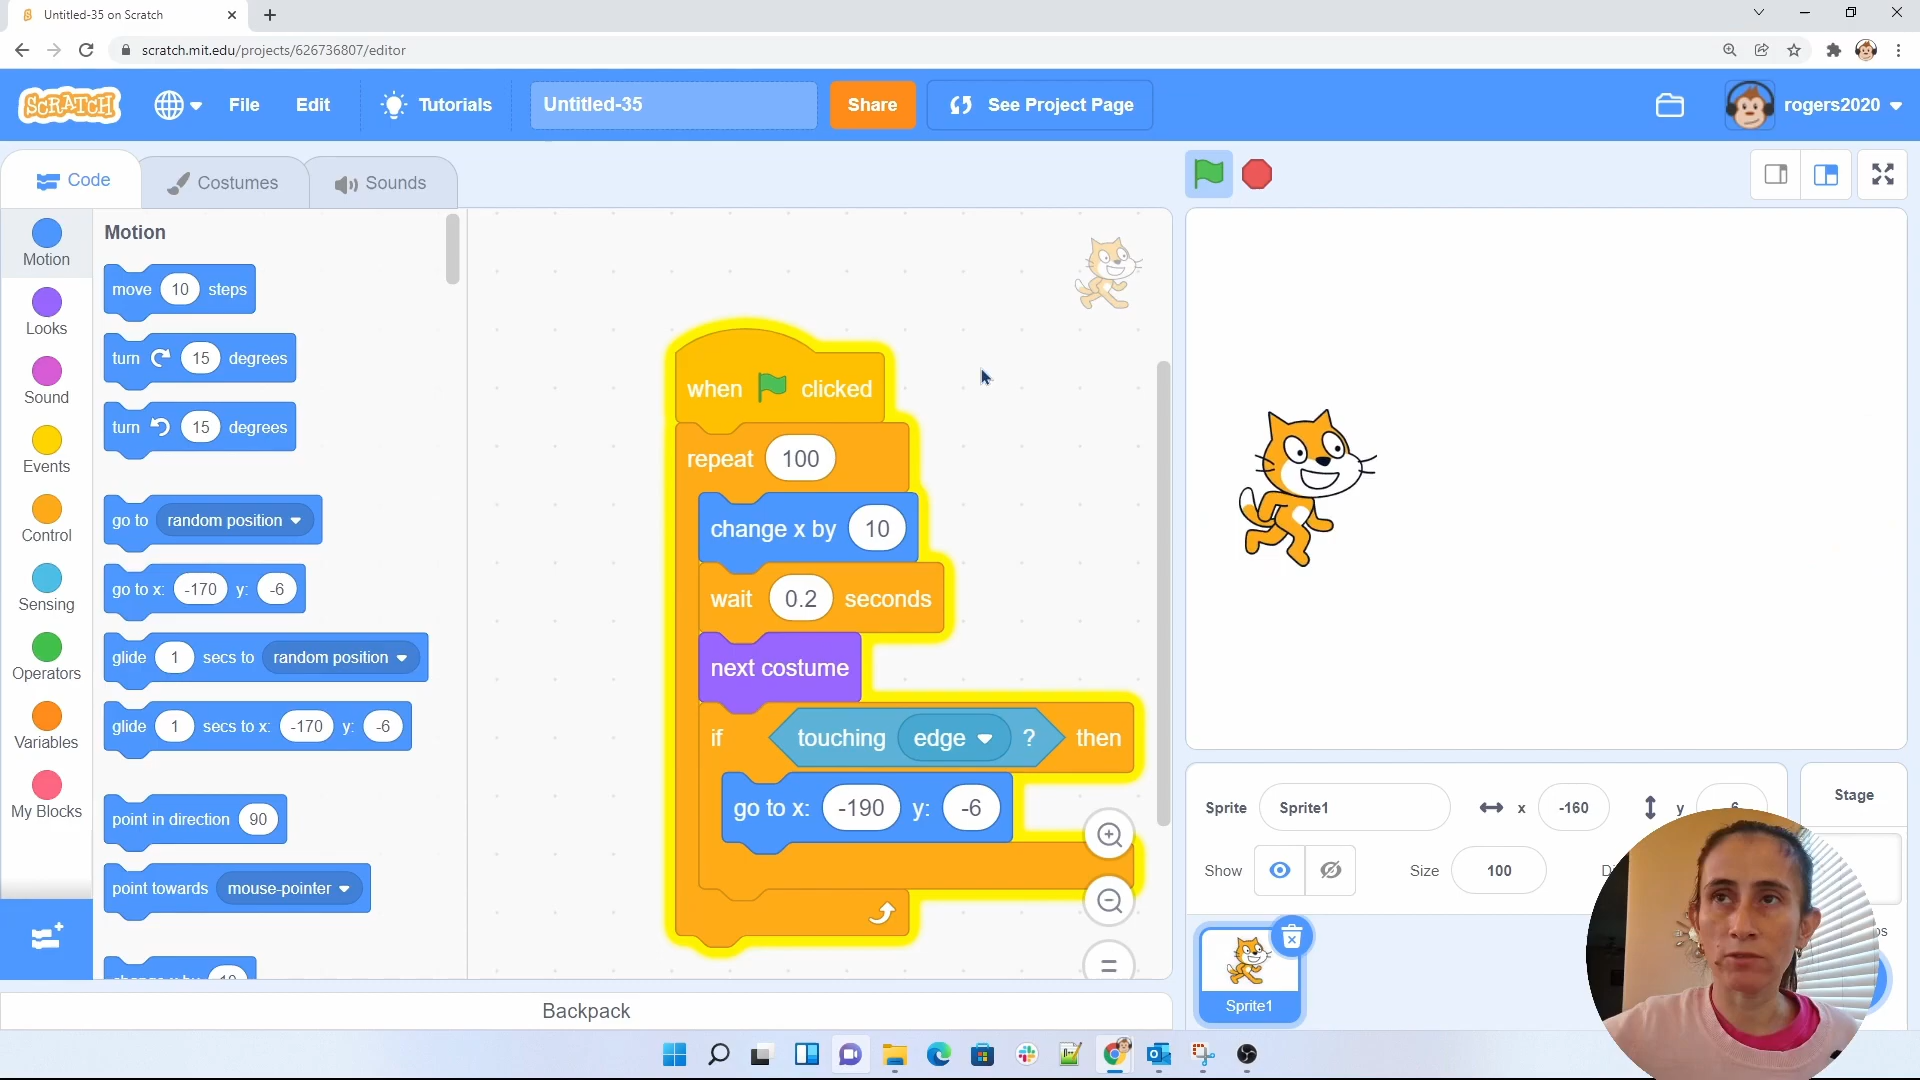 Untitled-35 on Scratch
scratch.mit.edu/projects/626736807/editor
SCRATCH
File
Edit
Tutorials
Untitled-35
Share
See Project Page
rogers2020
Code
Costumes
Sounds
Motion
Looks
Sound
Events
Control
Sensing
Operators
Variables
My Blocks
Motion
move 10 steps
turn 15 degrees
turn 15 degrees
go to random position
go to x: -170 y: -6
glide 1 secs to random position
glide 1 secs to x: -170 y: -6
point in direction 90
point towards mouse-pointer
when clicked
repeat 100
change x by 10
wait 0.2 seconds
next costume
if touching edge ? then
go to x: -190 y: -6
Backpack
Sprite Sprite1 x -160 y
Show Size 100
Sprite1
Stage